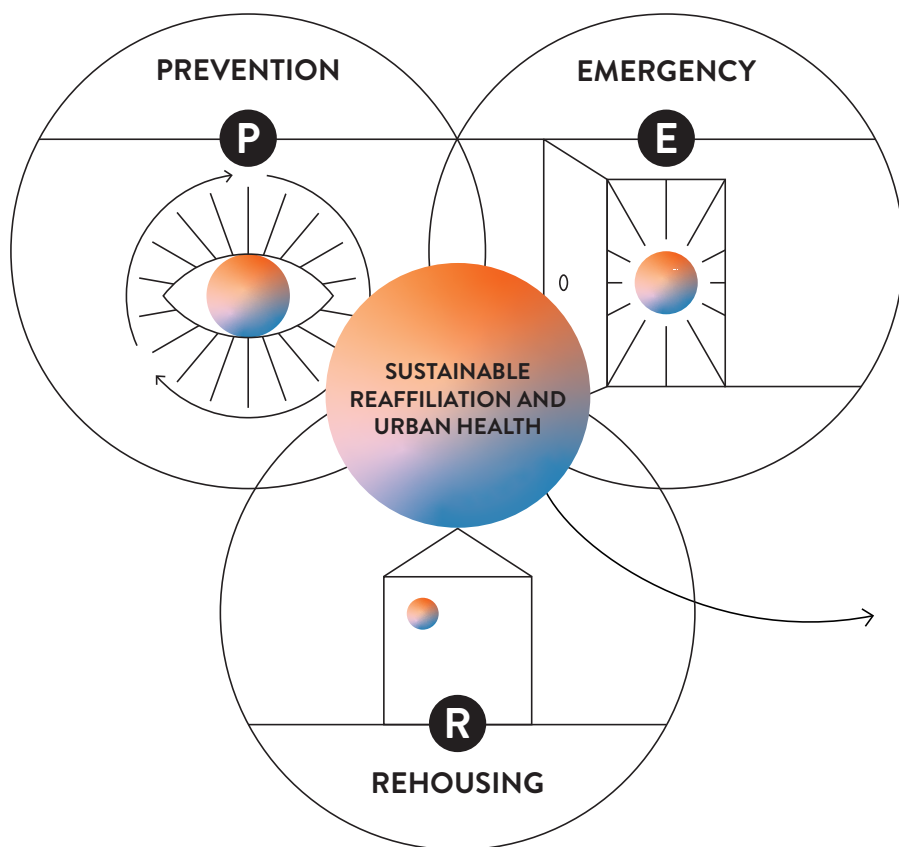 PREVENTION
P
EMERGENCY
E
SUSTAINABLE
REAFFILIATION AND
URBAN HEALTH
R
REHOUSING